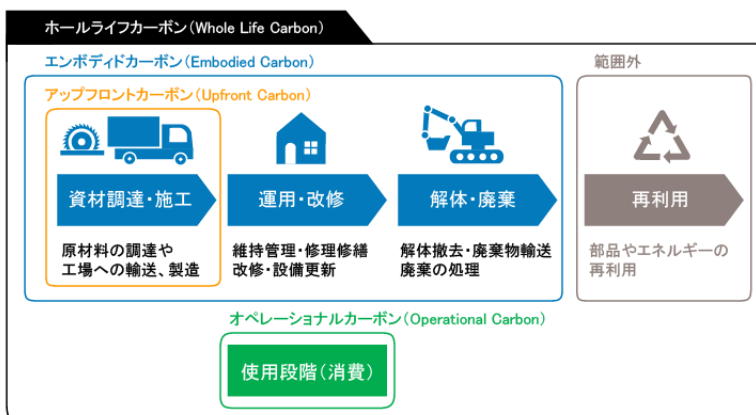 ホールライフカーボン(Whole Life Carbon)
エンボディドカーボン(Embodied Carbon)
範囲外
アップフロントカーボン(Upfront Carbon)
資材調達・施工
運用・改修
解体・廃棄
再利用
原材料の調達や
工場への輸送、製造
維持管理・修理修繕
改修・設備更新
解体撤去・廃棄物輸送
廃棄の処理
部品やエネルギーの
再利用
オペレーショナルカーボン(Operational Carbon)
使用段階(消費)